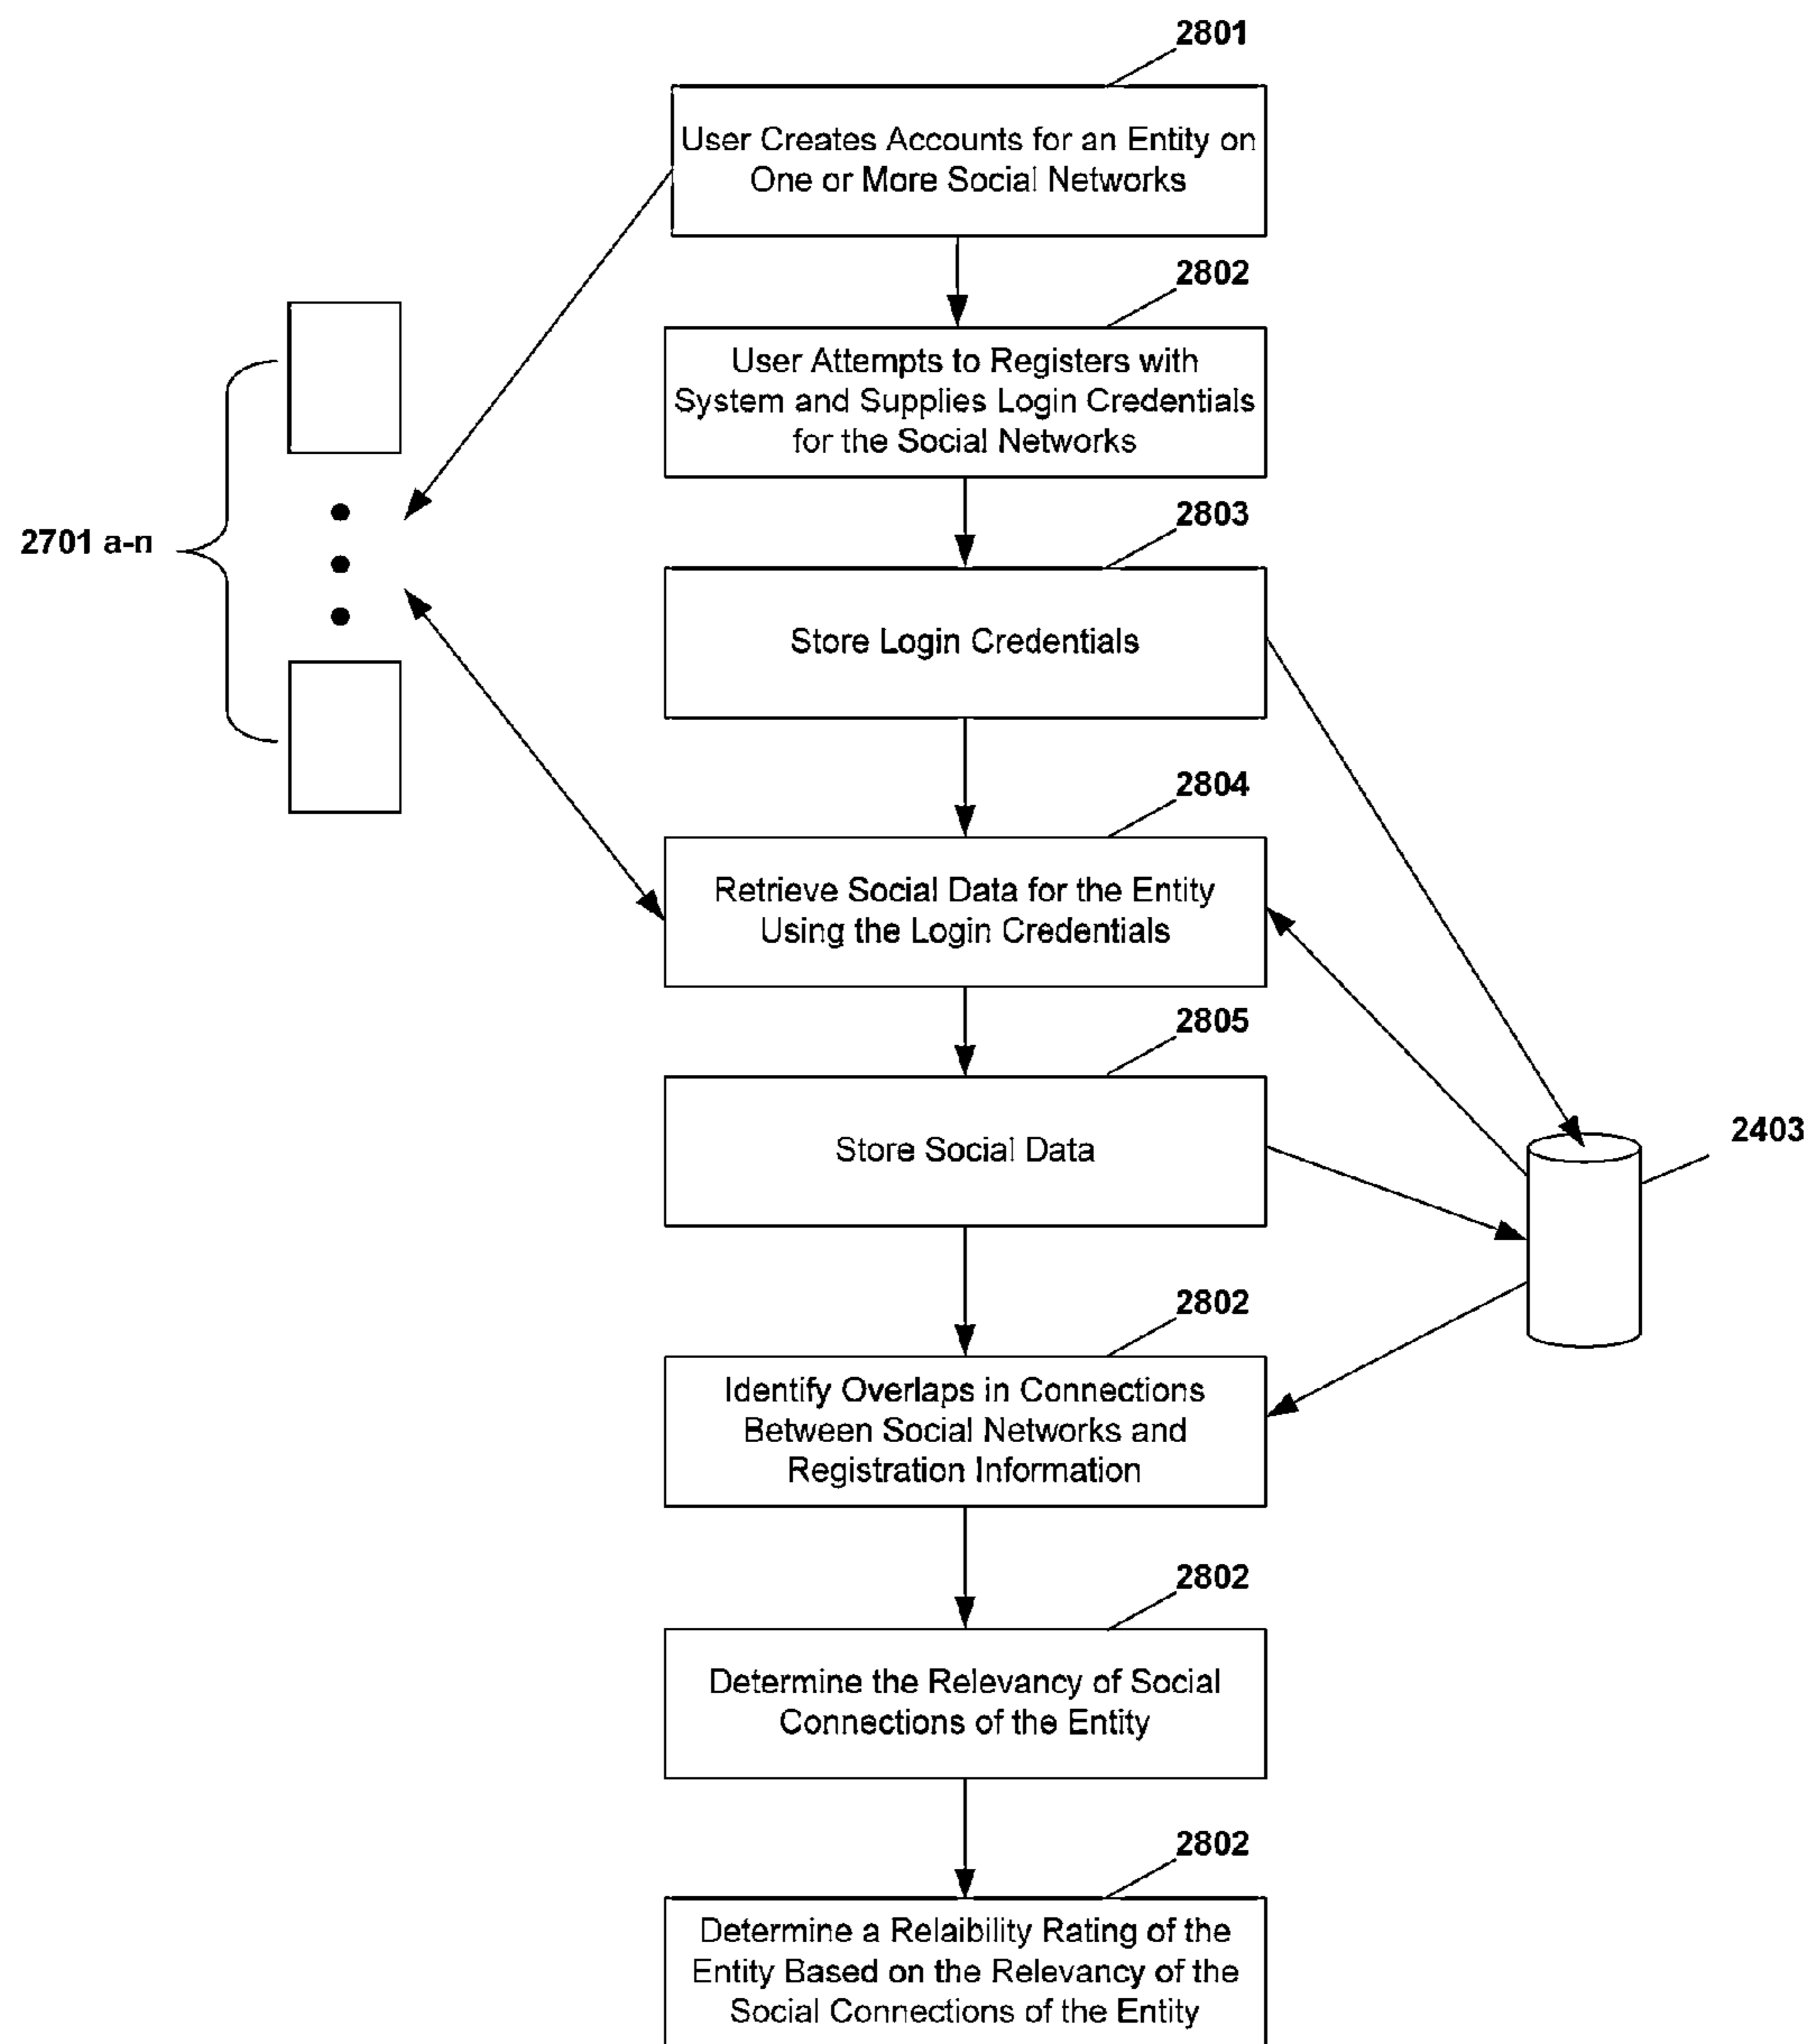 2801
User Creates Accounts for an Entity on
One or More Social Networks
2802
User Attempts to Registers with
System and Supplies Login Credentials
for the Social Networks
2803
2701 a-n
Store Login Credentials
2804
Retrieve Social Data for the Entity
Using the Login Credentials
2805
Store Social Data
2403
2802
Identify Overlaps in Connections
Between Social Networks and
Registration Information
2802
Determine the Relevancy of Social
Connections of the Entity
2802
Determine a Relaibility Rating of the
Entity Based on the Relevancy of the
Social Connections of the Entity